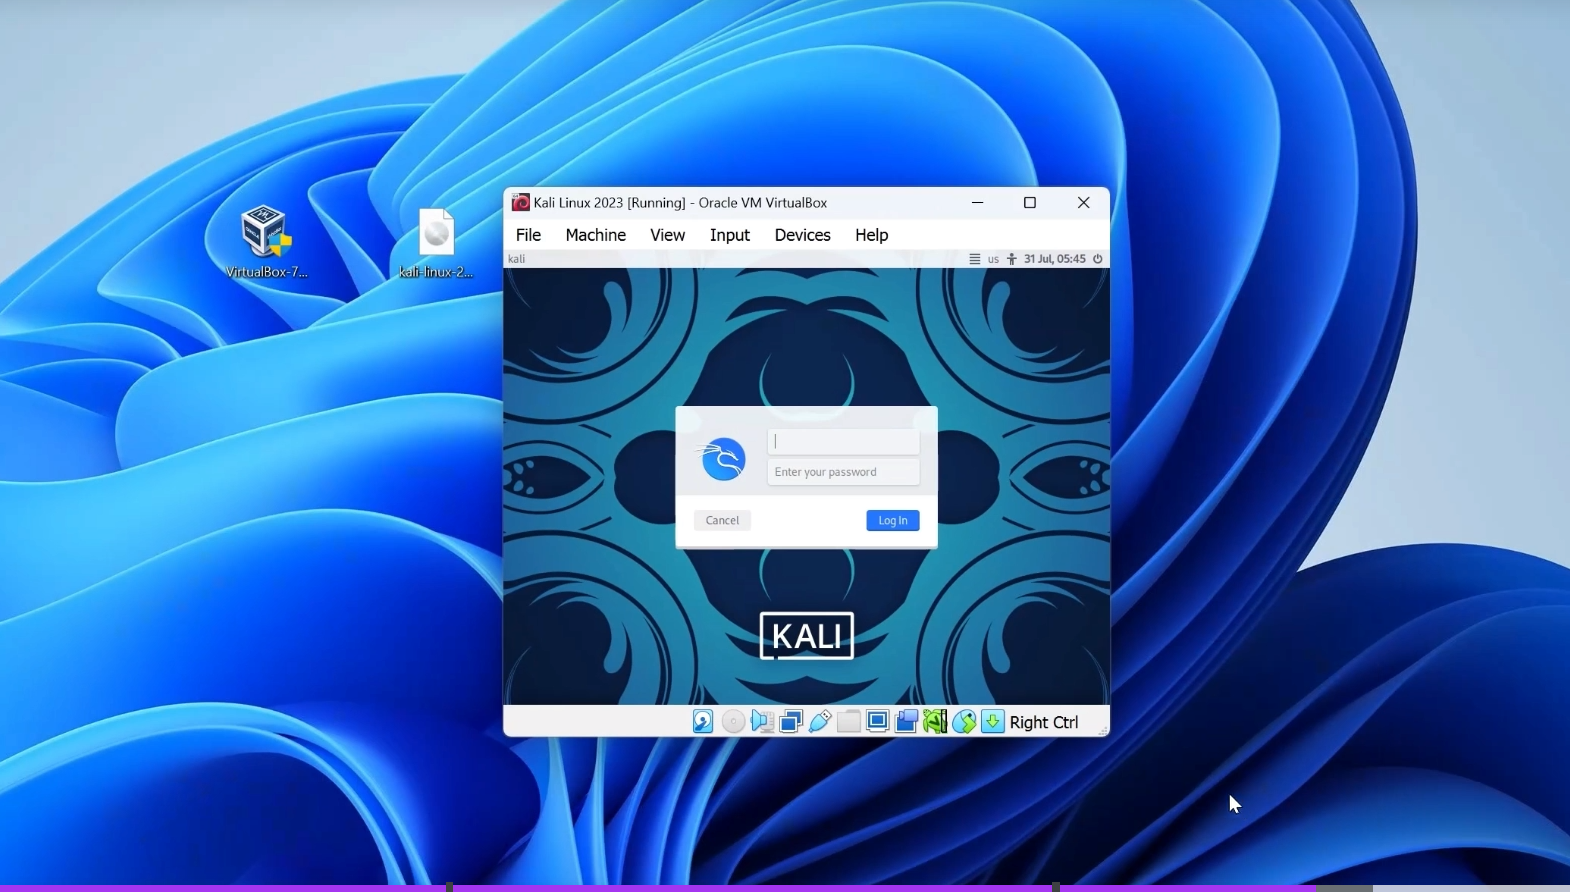 VirtualBox-7...
kali-linux-2...
Kali Linux 2023 [Running] - Oracle VM VirtualBox
File Machine View Input Devices Help
kali us 31 Jul, 05:45
Enter your password
Cancel Log In
KALI
Right Ctrl